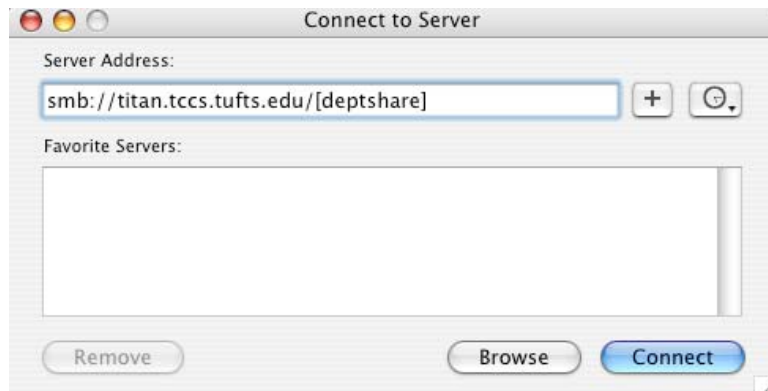 Connect to Server
Server Address:
smb://titan.tccs.tufts.edu/[deptshare]
+
Favorite Servers:
Remove
Browse
Connect